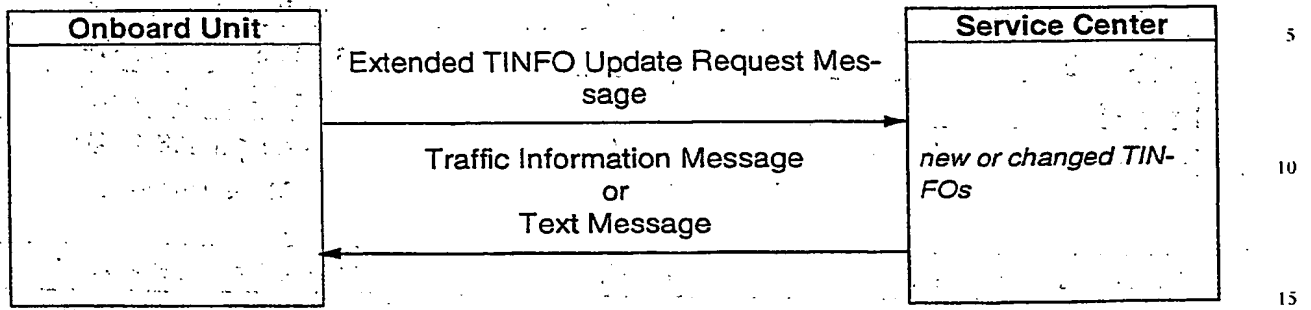 Onboard Unit
Service Center
5
Extended TINFO Update Request Mes-
sage
Traffic Information Message
or
Text Message
new or changed TIN-
FOs
10
15